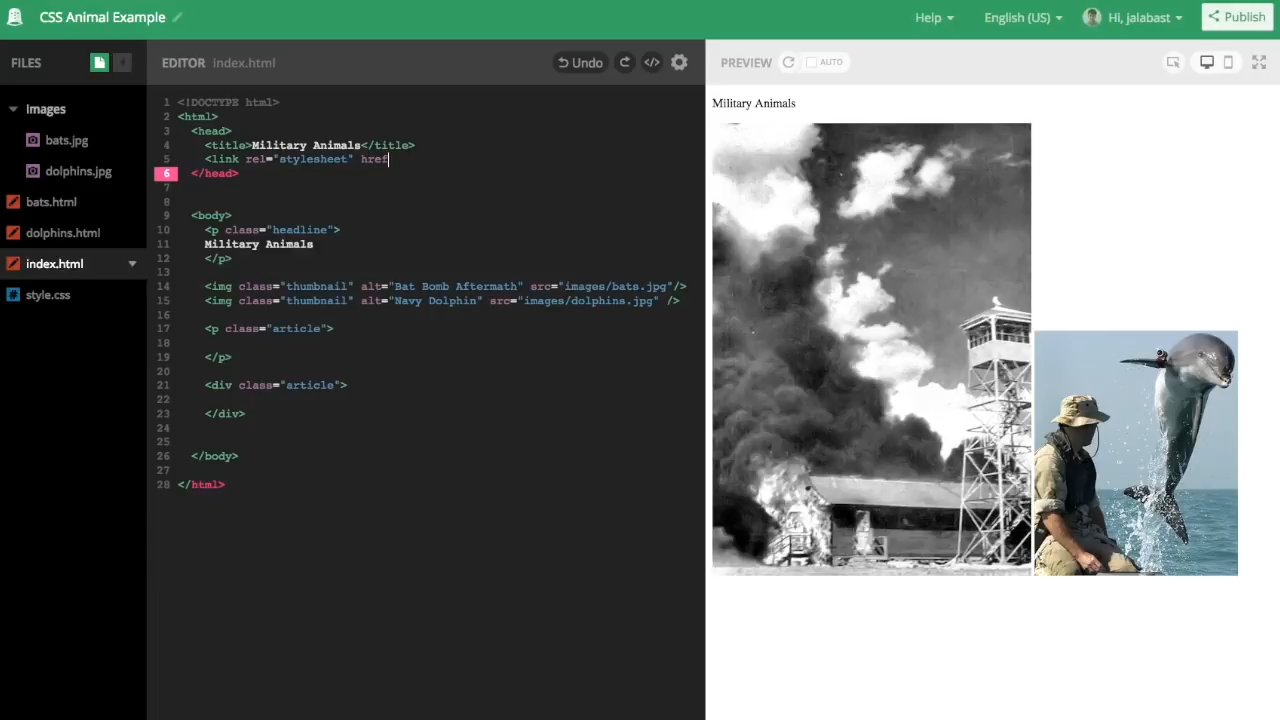 CSS Animal Example
Help
English (US)
Hi, jalabast
Publish
FILES
images
bats.jpg
dolphins.jpg
bats.html
dolphins.html
index.html
style.css
EDITOR index.html
Undo
</>
1 <!DOCTYPE html>
2 <html>
3 <head>
4 <title>Military Animals</title>
5 <link rel="stylesheet" href
6 </head>
7
8
9 <body>
10 <p class="headline">
11 Military Animals
12 </p>
13
14 <img class="thumbnail" alt="Bat Bomb Aftermath" src="images/bats.jpg"/>
15 <img class="thumbnail" alt="Navy Dolphin" src="images/dolphins.jpg" />
16
17 <p class="article">
18
19 </p>
20
21 <div class="article">
22
23 </div>
24
25
26 </body>
27
28 </html>
PREVIEW
AUTO
Military Animals